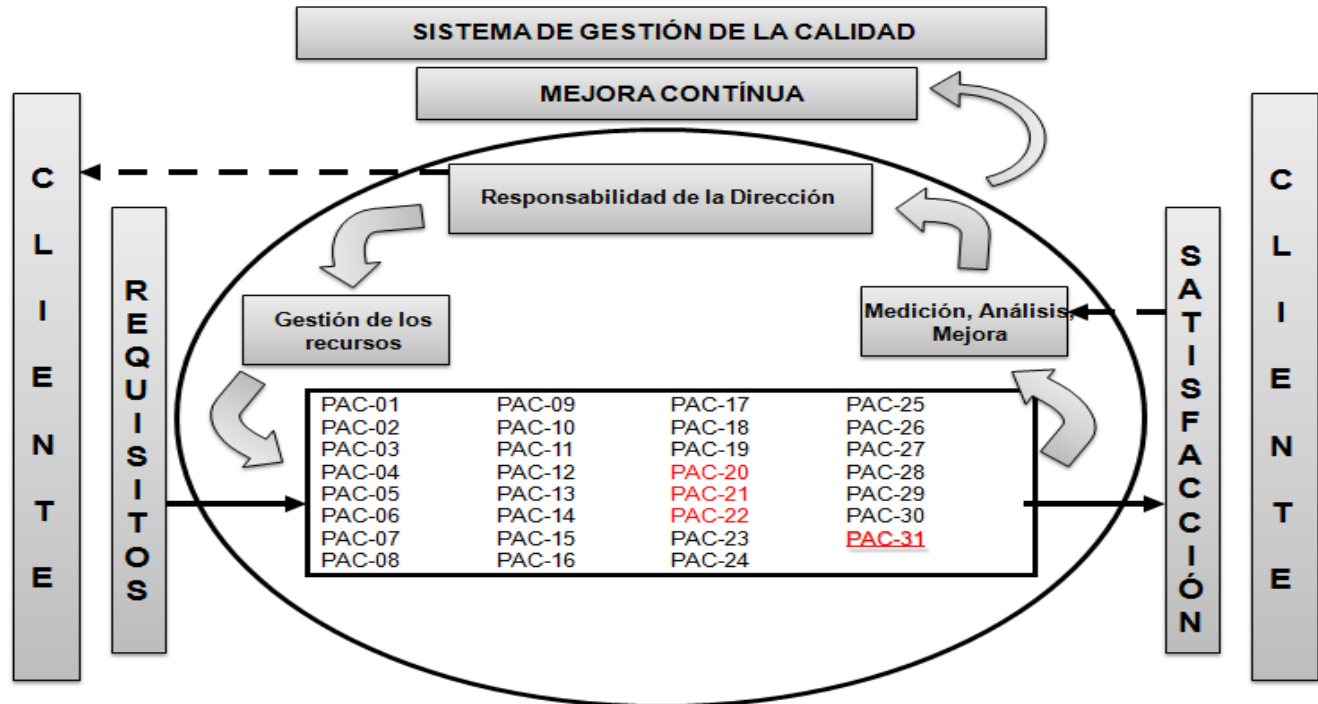 SISTEMA DE GESTIÓN DE LA CALIDAD
MEJORA CONTÍNUA
CLIENTE
REQUISITOS
Responsabilidad de la Dirección
Gestión de los
recursos
Medición, Análisis,
Mejora
PAC-01 PAC-09 PAC-17 PAC-25
PAC-02 PAC-10 PAC-18 PAC-26
PAC-03 PAC-11 PAC-19 PAC-27
PAC-04 PAC-12 PAC-20 PAC-28
PAC-05 PAC-13 PAC-21 PAC-29
PAC-06 PAC-14 PAC-22 PAC-30
PAC-07 PAC-15 PAC-23 PAC-31
PAC-08 PAC-16 PAC-24
SATISFACCIÓN
CLIENTE